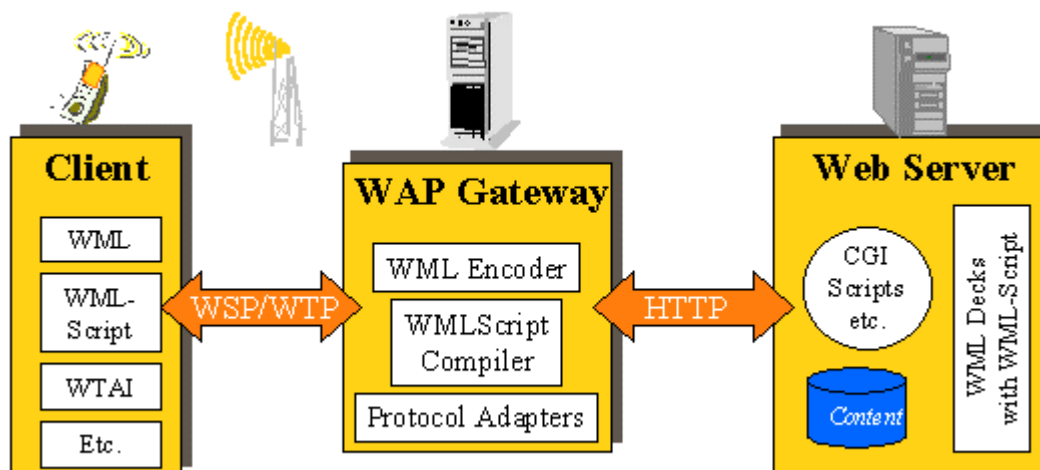 Client
WML
WML-
Script
WTAI
Etc.
WSP/WTP
WAP Gateway
WML Encoder
WMLScript
Compiler
Protocol Adapters
HTTP
Web Server
CGI
Scripts
etc.
Content
WML Decks
with WML-Script